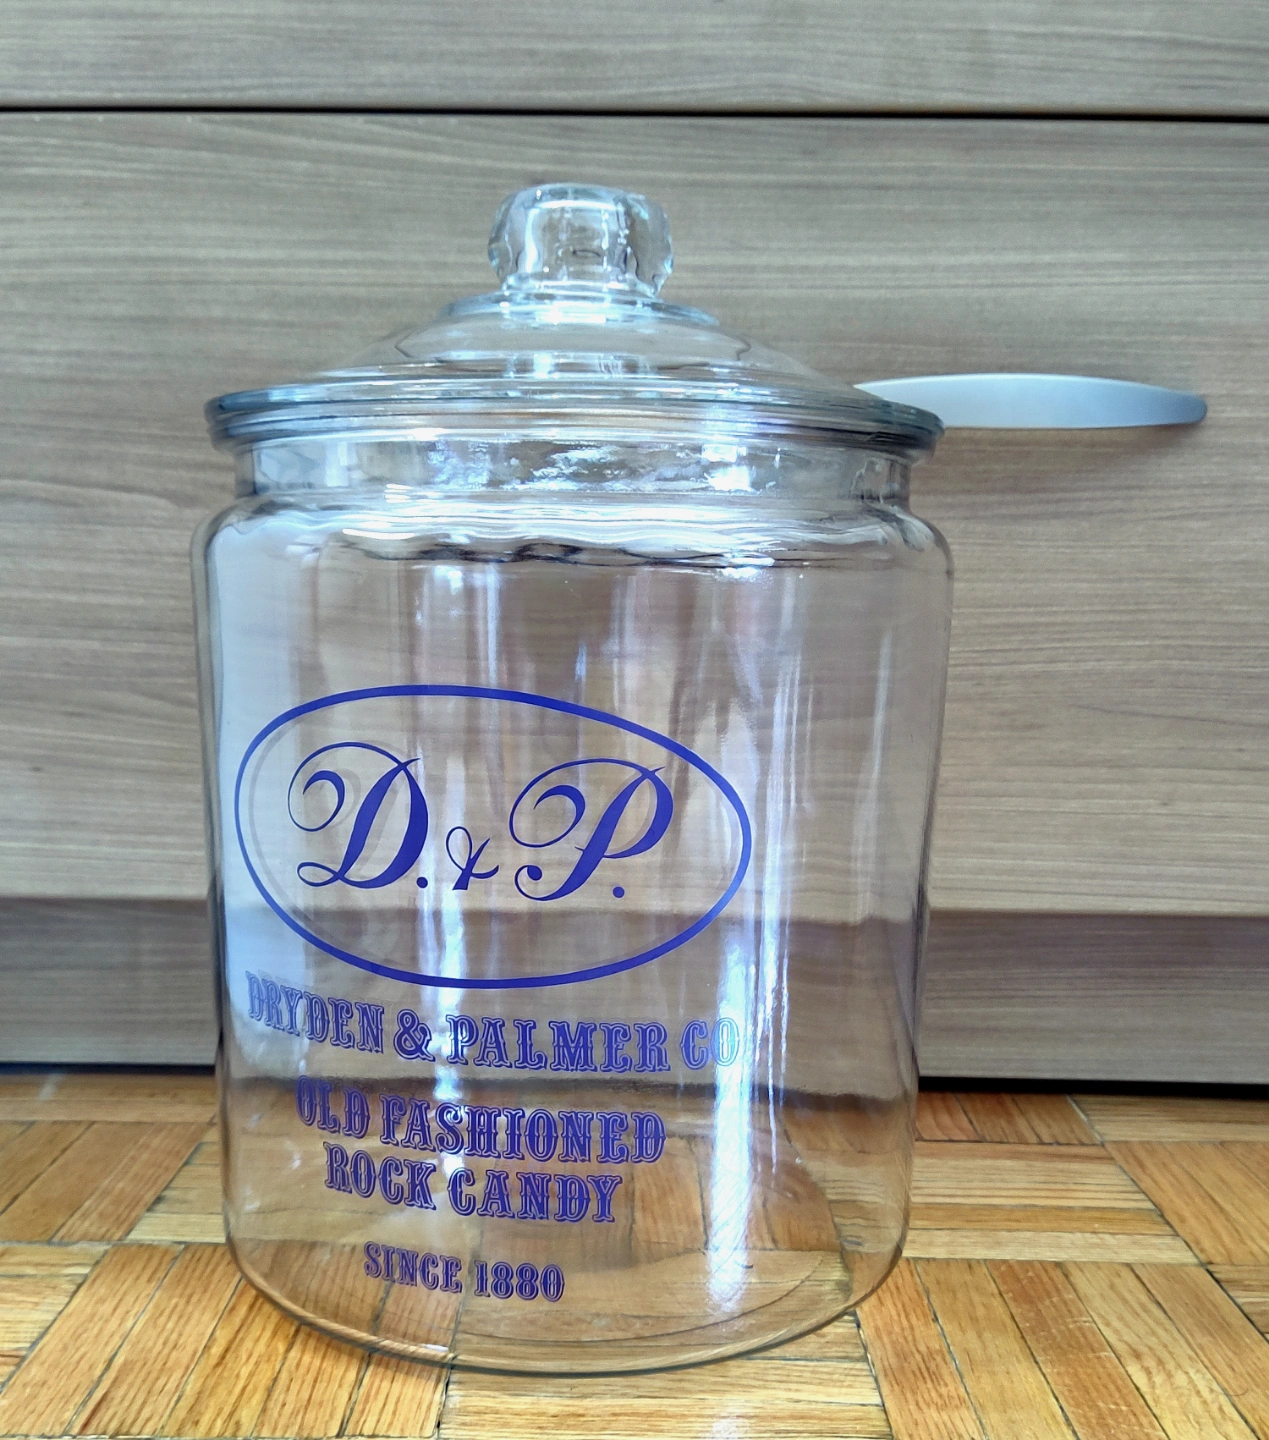 D. & P.
DRYDEN & PALMER CO
OLD FASHIONED
ROCK CANDY
SINCE 1880